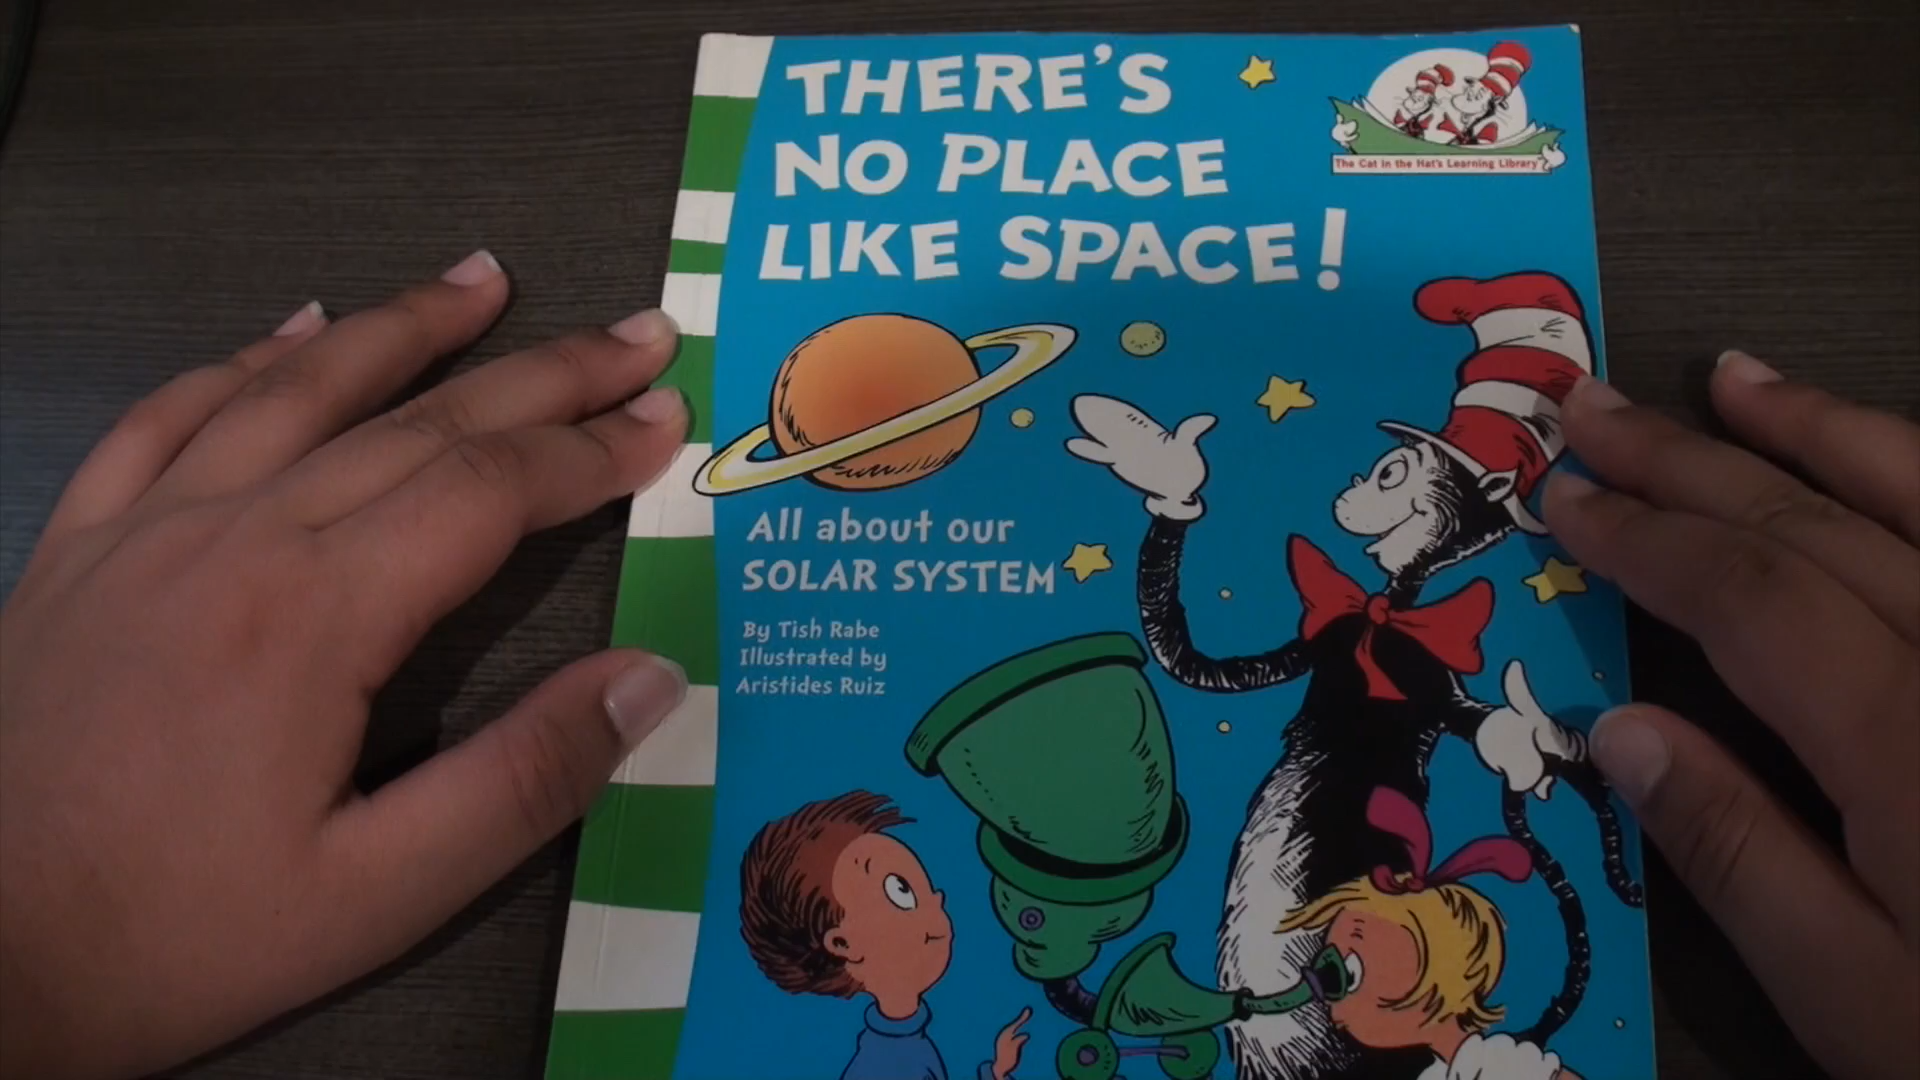 THERE'S
NO PLACE
LIKE SPACE!
The Cat in the Hat's Learning Library
All about our
SOLAR SYSTEM
By Tish Rabe
Illustrated by
Aristides Ruiz